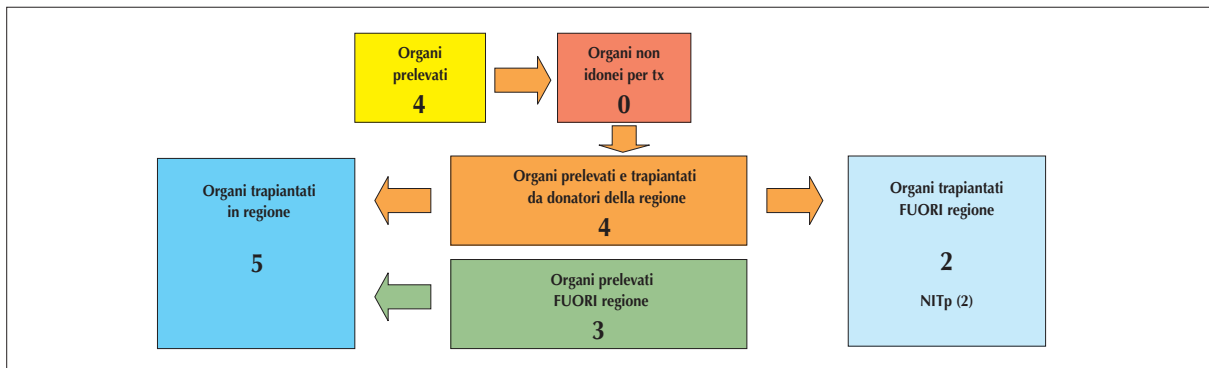 Organi
prelevati
4
Organi non
idonei per tx
0
Organi trapiantati
in regione
5
Organi prelevati e trapiantati
da donatori della regione
4
Organi prelevati
FUORI regione
3
Organi trapiantati
FUORI regione
2
NITp (2)